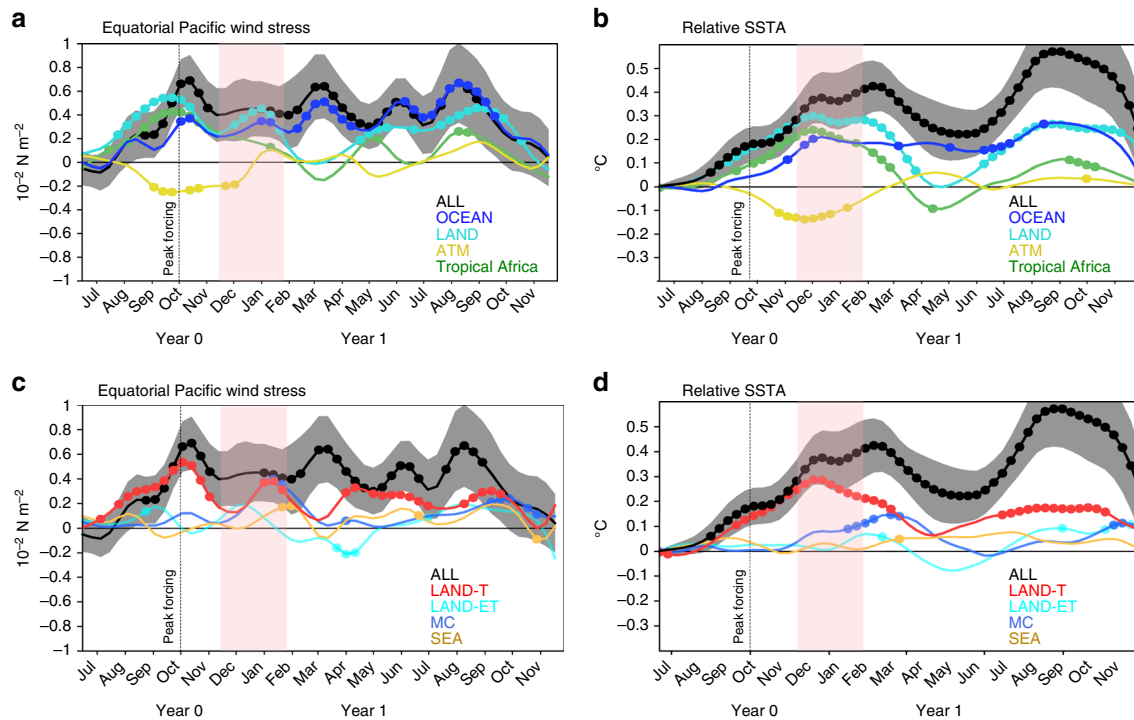 a
Equatorial Pacific wind stress
1
0.8
0.6
0.4
0.2
0
−0.2
−0.4
−0.6
−0.8
−1
10⁻² N m⁻²
Peak forcing
ALL
OCEAN
LAND
ATM
Tropical Africa
Jul Aug Sep Oct Nov Dec Jan Feb Mar Apr May Jun Jul Aug Sep Oct Nov
Year 0 Year 1
b
Relative SSTA
0.5
0.4
0.3
0.2
0.1
0
−0.1
−0.3
°C
Peak forcing
ALL
OCEAN
LAND
ATM
Tropical Africa
Jul Aug Sep Oct Nov Dec Jan Feb Mar Apr May Jun Jul Aug Sep Oct Nov
Year 0 Year 1
c
Equatorial Pacific wind stress
1
0.8
0.6
0.4
0.2
0
−0.2
−0.4
−0.6
−0.8
−1
10⁻² N m⁻²
Peak forcing
ALL
LAND-T
LAND-ET
MC
SEA
Jul Aug Sep Oct Nov Dec Jan Feb Mar Apr May Jun Jul Aug Sep Oct Nov
Year 0 Year 1
d
Relative SSTA
0.5
0.4
0.3
0.2
0.1
0
−0.1
−0.3
°C
Peak forcing
ALL
LAND-T
LAND-ET
MC
SEA
Jul Aug Sep Oct Nov Dec Jan Feb Mar Apr May Jun Jul Aug Sep Oct Nov
Year 0 Year 1